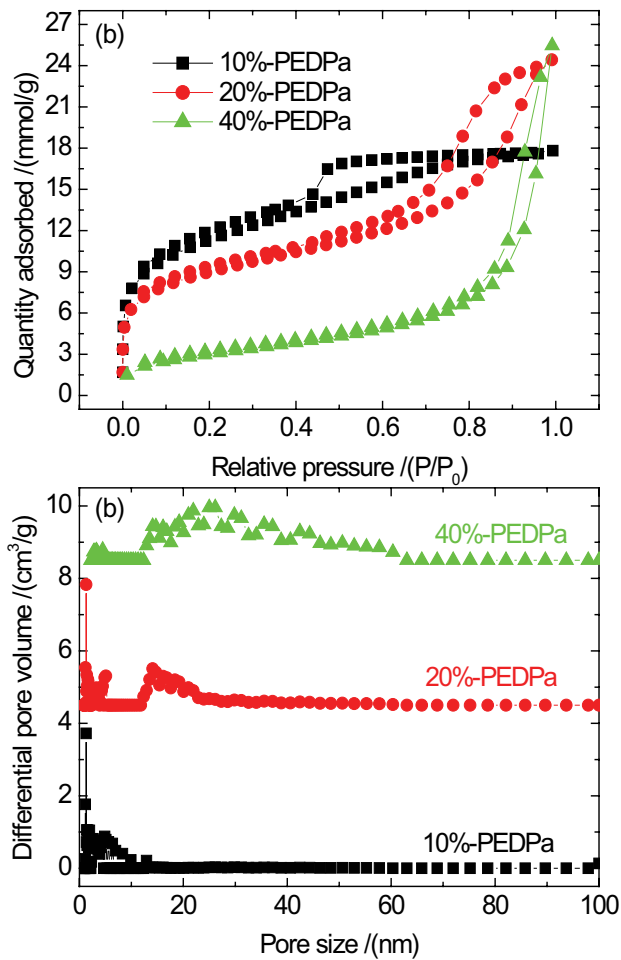 (b)
10%-PEDPa
20%-PEDPa
40%-PEDPa
Quantity adsorbed /(mmol/g)
27
24
21
18
15
12
9
6
3
0
0.0 0.2 0.4 0.6 0.8 1.0
Relative pressure /(P/P₀)
(b)
40%-PEDPa
20%-PEDPa
10%-PEDPa
Differential pore volume /(cm³/g)
10
8
6
4
2
0
0 20 40 60 80 100
Pore size /(nm)